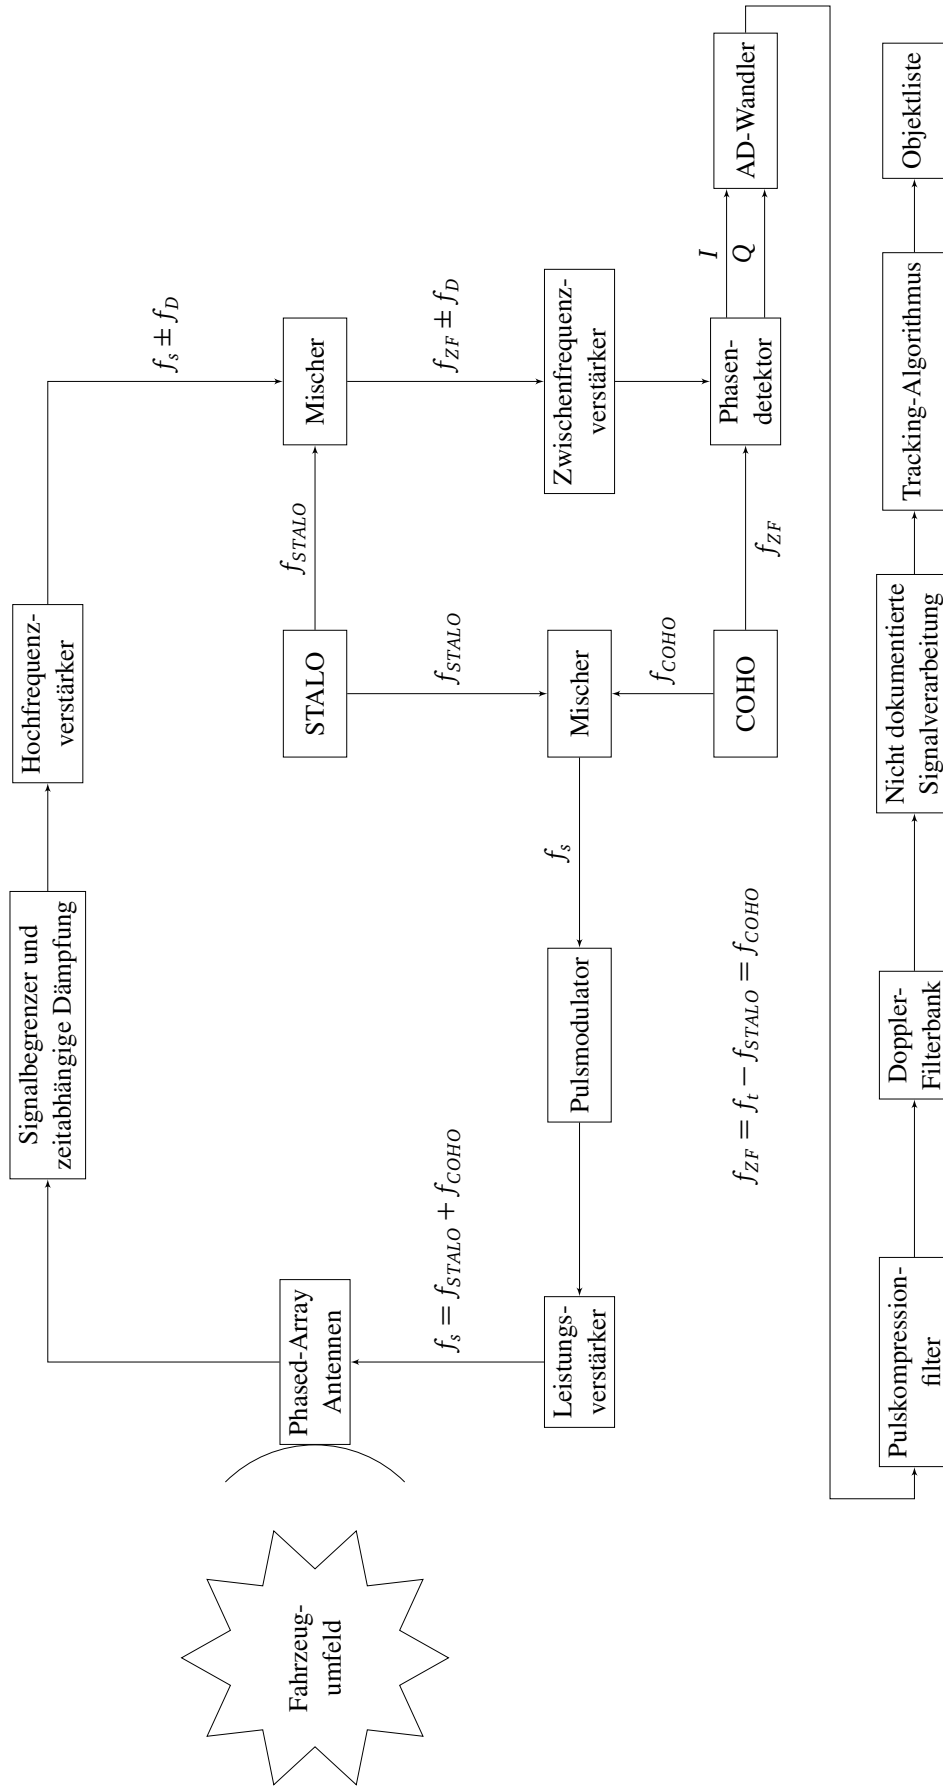 Signalbegrenzer und
zeitabhängige Dämpfung
Hochfrequenz-
verstärker
f_s ± f_D
Fahrzeug-
umfeld
Phased-Array
Antennen
STALO
f_STALO
Mischer
f_s = f_STALO + f_COHO
f_STALO
f_ZF ± f_D
Leistungs-
verstärker
Pulsmodulator
f_s
Mischer
Zwischenfrequenz-
verstärker
f_COHO
f_ZF = f_t − f_STALO = f_COHO
COHO
f_ZF
Phasen-
detektor
I
Q
AD-Wandler
Pulskompression-
filter
Doppler-
Filterbank
Nicht dokumentierte
Signalverarbeitung
Tracking-Algorithmus
Objektliste